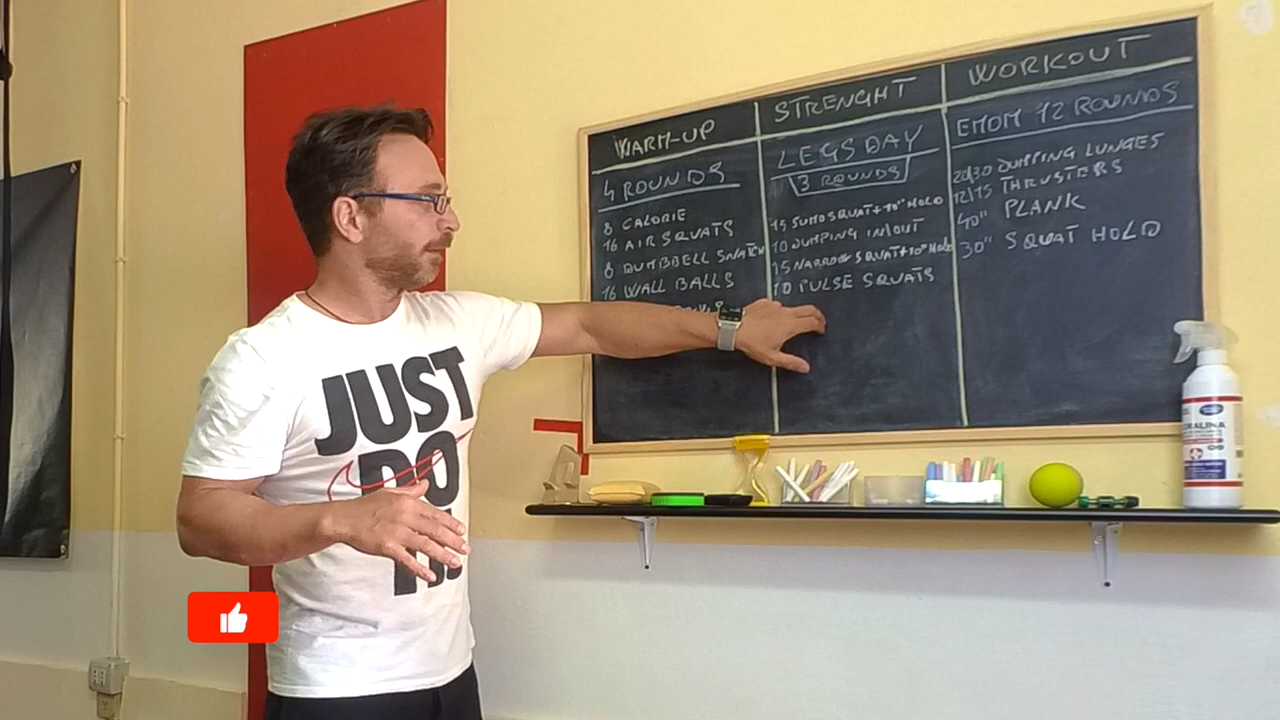 WARM-UP
4 ROUNDS
8 CALORIE
16 AIR SQUATS
8 DUMBBELL SNATCH
16 WALL BALLS
STRENGHT
LEGS DAY
3 ROUNDS
15 SUMO SQUAT + 10" HOLD
10 JUMPING IN/OUT
15 NARROW SQUAT + 10" HOLD
10 PULSE SQUATS
WORKOUT
EMOM 12 ROUNDS
20/30 JUMPING LUNGES
12/15 THRUSTERS
40" PLANK
30" SQUAT HOLD
JUST
DO
IT.